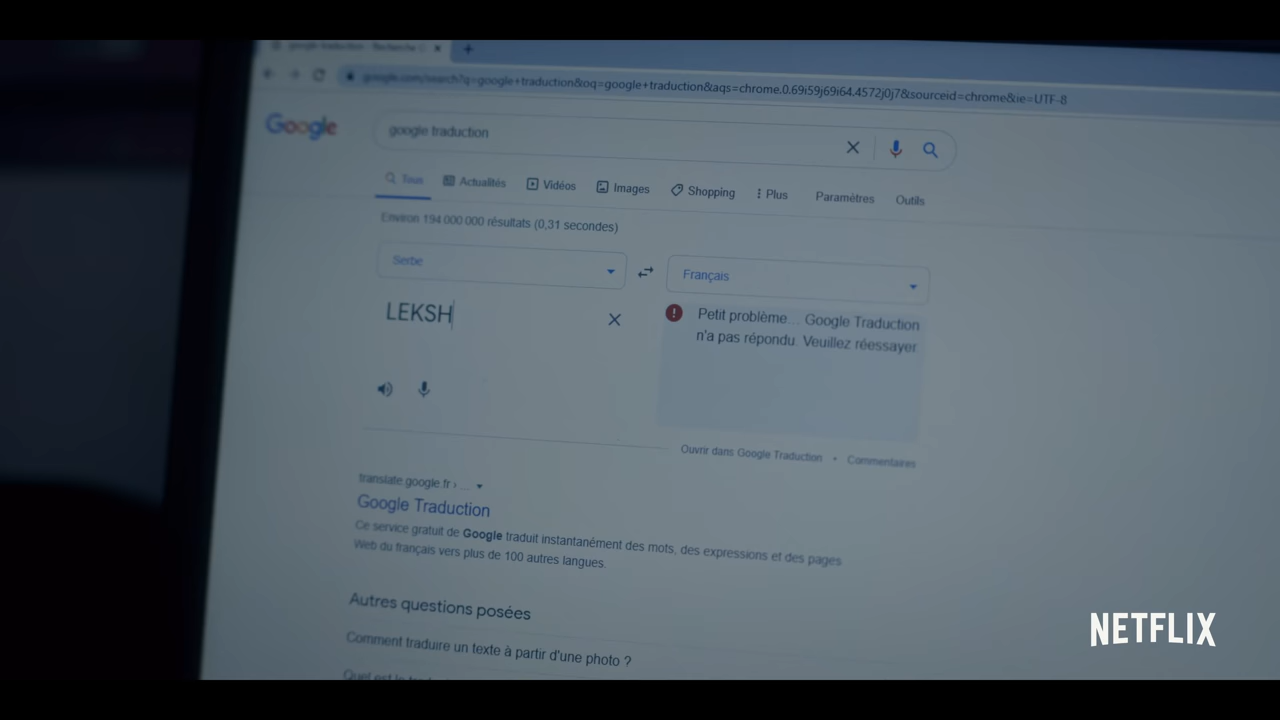 google traduction - Recherche G
google.com/search?q=google+traduction&oq=google+traduction&aqs=chrome.0.69i59j69i64.4572j0j7&sourceid=chrome&ie=UTF-8
Google
google traduction
Tous Actualités Vidéos Images Shopping Plus Paramètres Outils
Environ 194 000 000 résultats (0,31 secondes)
Serbe Français
LEKSH
Petit problème... Google Traduction
n'a pas répondu. Veuillez réessayer
Ouvrir dans Google Traduction • Commentaires
translate.google.fr › ...
Google Traduction
Ce service gratuit de Google traduit instantanément des mots, des expressions et des pages
Web du français vers plus de 100 autres langues.
Autres questions posées
Comment traduire un texte à partir d'une photo ?
NETFLIX